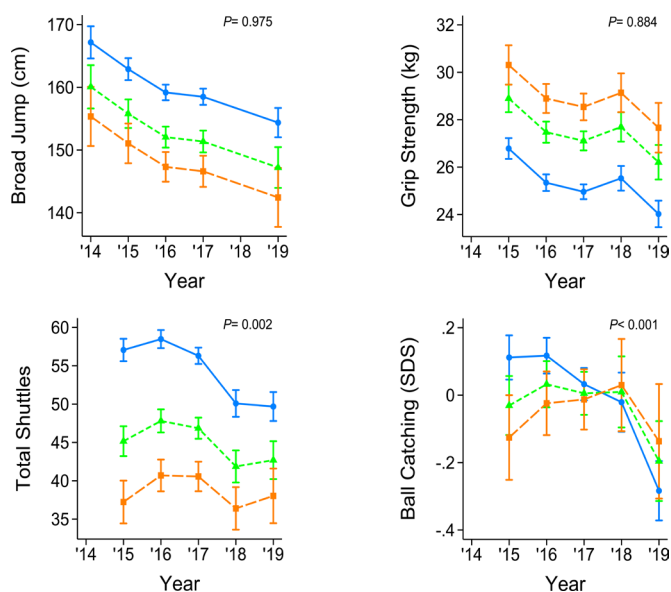 Broad Jump (cm)
170
160
150
140
P= 0.975
'14 '15 '16 '17 '18 '19
Year
Grip Strength (kg)
32
30
28
26
24
P= 0.884
'14 '15 '16 '17 '18 '19
Year
Total Shuttles
60
55
50
45
40
35
P= 0.002
'14 '15 '16 '17 '18 '19
Year
Ball Catching (SDS)
.2
0
-.2
-.4
P< 0.001
'14 '15 '16 '17 '18 '19
Year